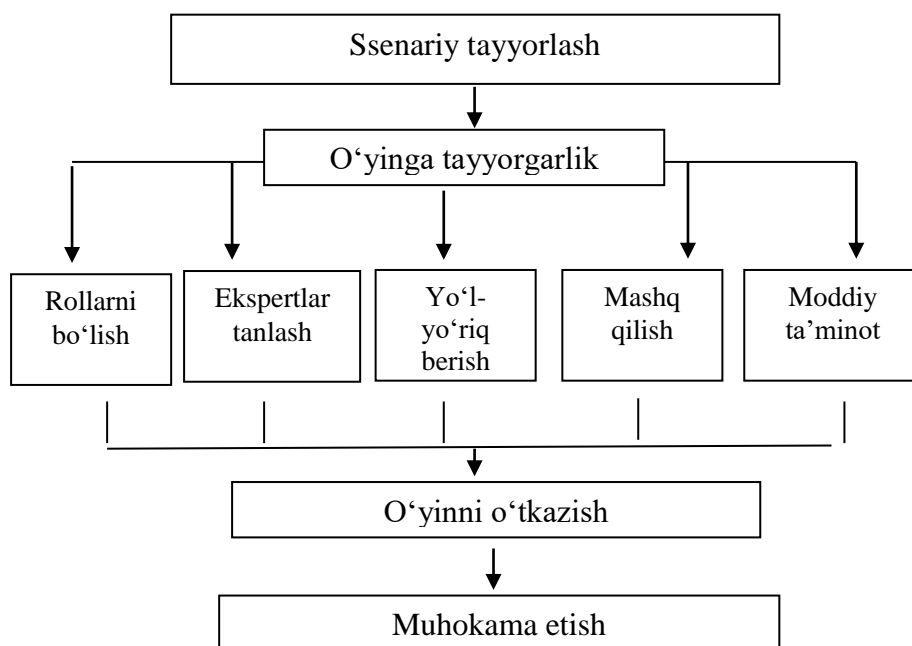 Ssenariy tayyorlash
O‘yinga tayyorgarlik
Rollarni
bo‘lish
Ekspertlar
tanlash
Yo‘l-
yo‘riq
berish
Mashq
qilish
Moddiy
ta’minot
O‘yinni o‘tkazish
Muhokama etish